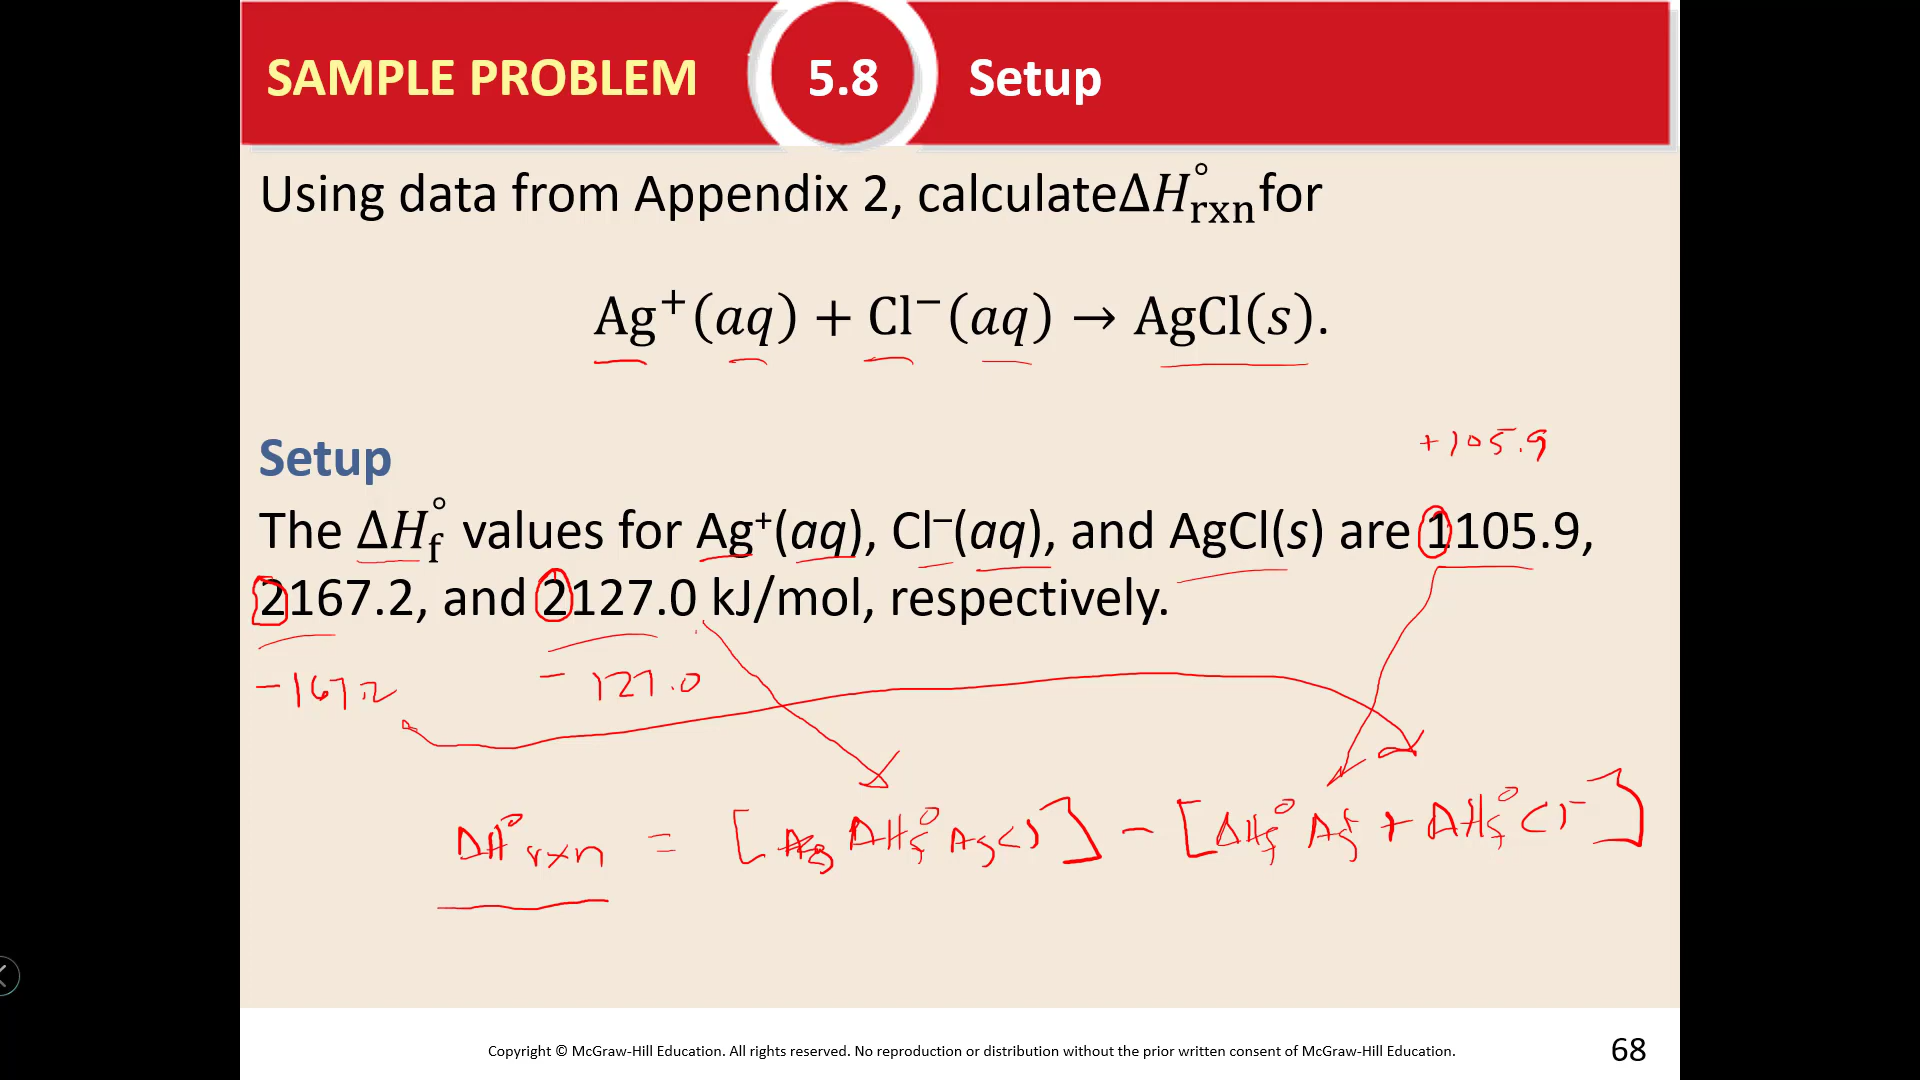 SAMPLE PROBLEM 5.8 Setup
Using data from Appendix 2, calculateΔH°rxn for
Ag⁺(aq) + Cl⁻(aq) → AgCl(s).
Setup
+105.9
The ΔH°f values for Ag⁺(aq), Cl⁻(aq), and AgCl(s) are 1105.9,
2167.2, and 2127.0 kJ/mol, respectively.
-167.2 - 127.0
ΔH°rxn = [ ΔH°f AgCl ] - [ ΔH°f Ag⁺ + ΔH°f Cl⁻ ]
Copyright © McGraw-Hill Education. All rights reserved. No reproduction or distribution without the prior written consent of McGraw-Hill Education.
68